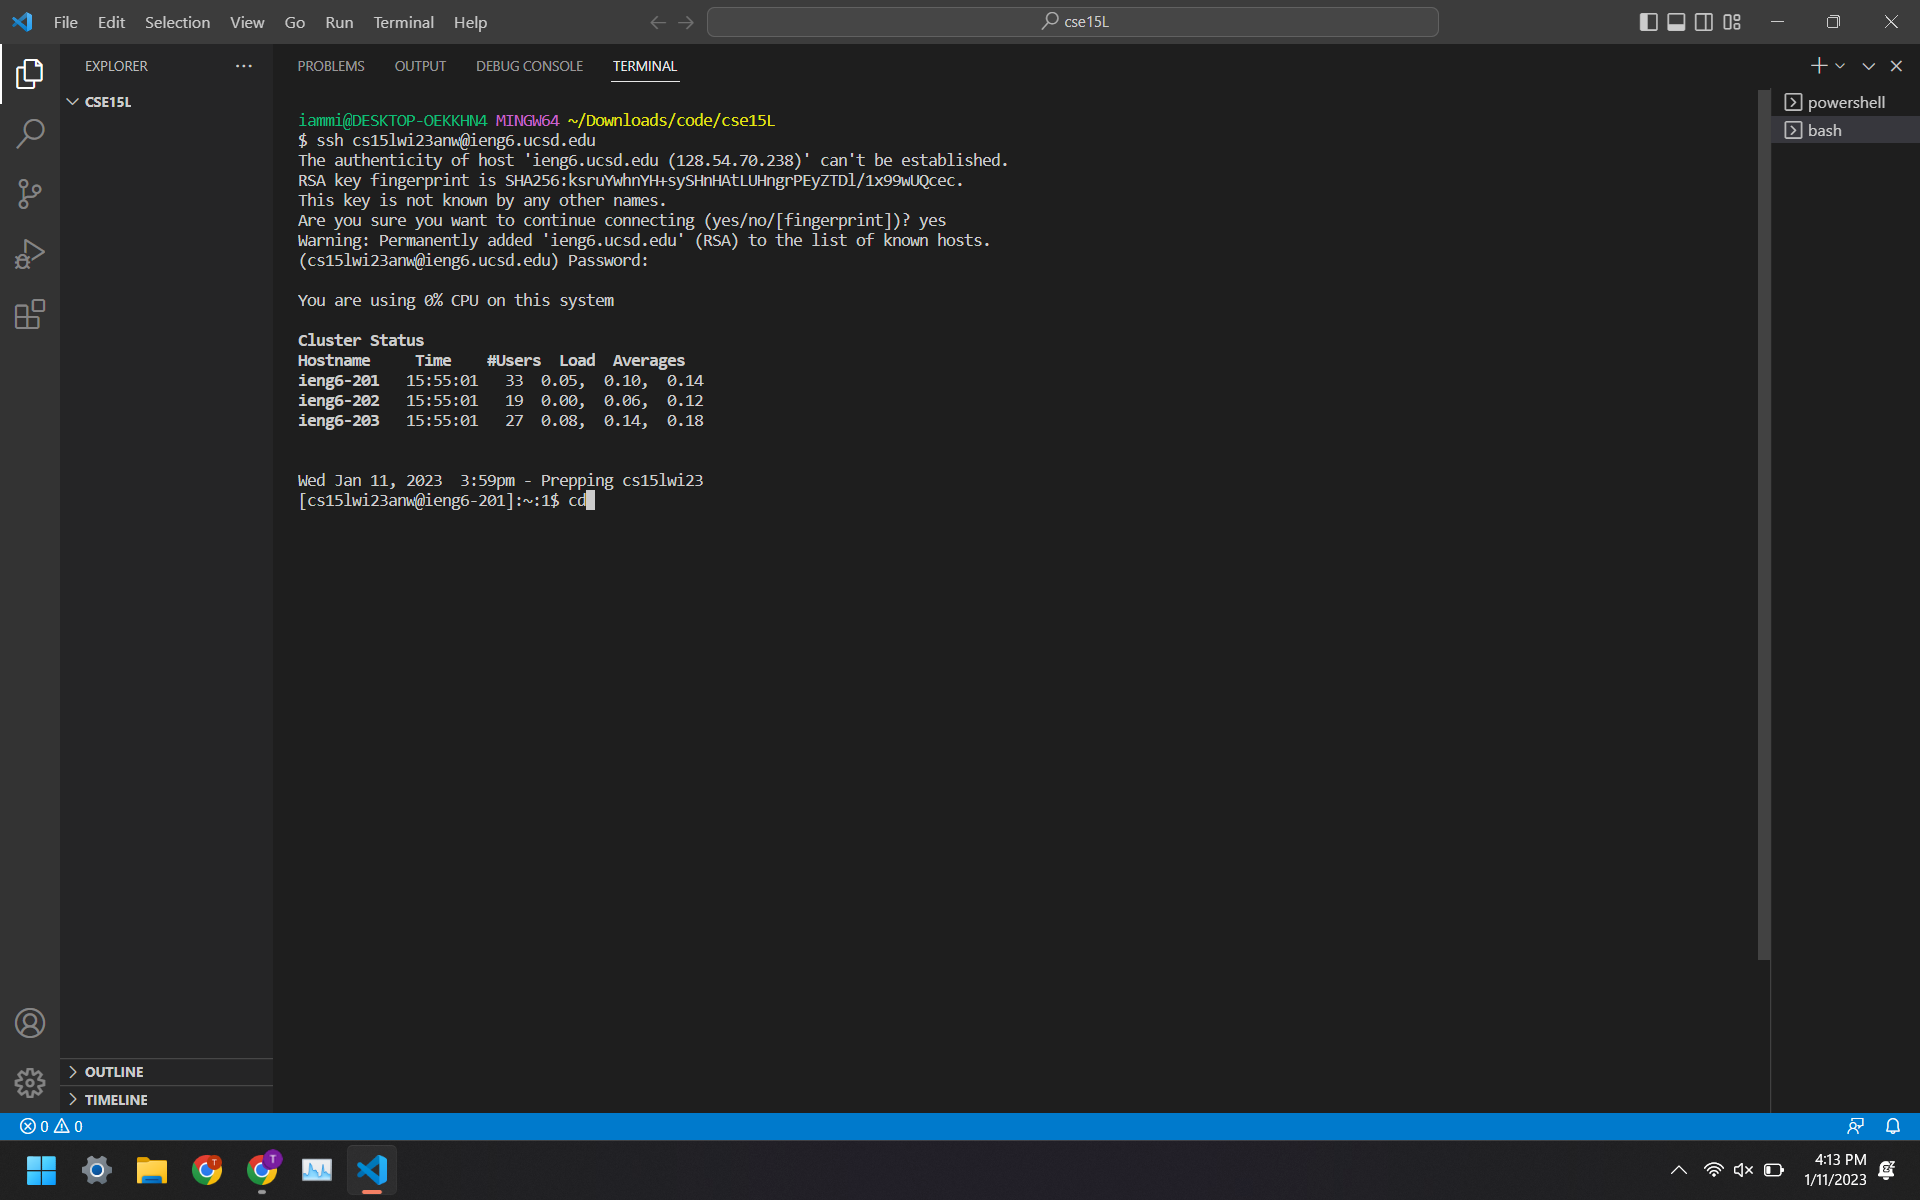 File Edit Selection View Go Run Terminal Help
cse15L
EXPLORER
PROBLEMS OUTPUT DEBUG CONSOLE TERMINAL
CSE15L
powershell
bash
iammi@DESKTOP-OEKKHN4 MINGW64 ~/Downloads/code/cse15L
$ ssh cs15lwi23anw@ieng6.ucsd.edu
The authenticity of host 'ieng6.ucsd.edu (128.54.70.238)' can't be established.
RSA key fingerprint is SHA256:ksruYwhnYH+sySHnHAtLUHngrPEyZTDl/1x99wUQcec.
This key is not known by any other names.
Are you sure you want to continue connecting (yes/no/[fingerprint])? yes
Warning: Permanently added 'ieng6.ucsd.edu' (RSA) to the list of known hosts.
(cs15lwi23anw@ieng6.ucsd.edu) Password:
You are using 0% CPU on this system
Cluster Status
Hostname Time #Users Load Averages
ieng6-201 15:55:01 33 0.05, 0.10, 0.14
ieng6-202 15:55:01 19 0.00, 0.06, 0.12
ieng6-203 15:55:01 27 0.08, 0.14, 0.18
Wed Jan 11, 2023 3:59pm - Prepping cs15lwi23
[cs15lwi23anw@ieng6-201]:~:1$ cd
OUTLINE
TIMELINE
0 0
T
T
4:13 PM
1/11/2023